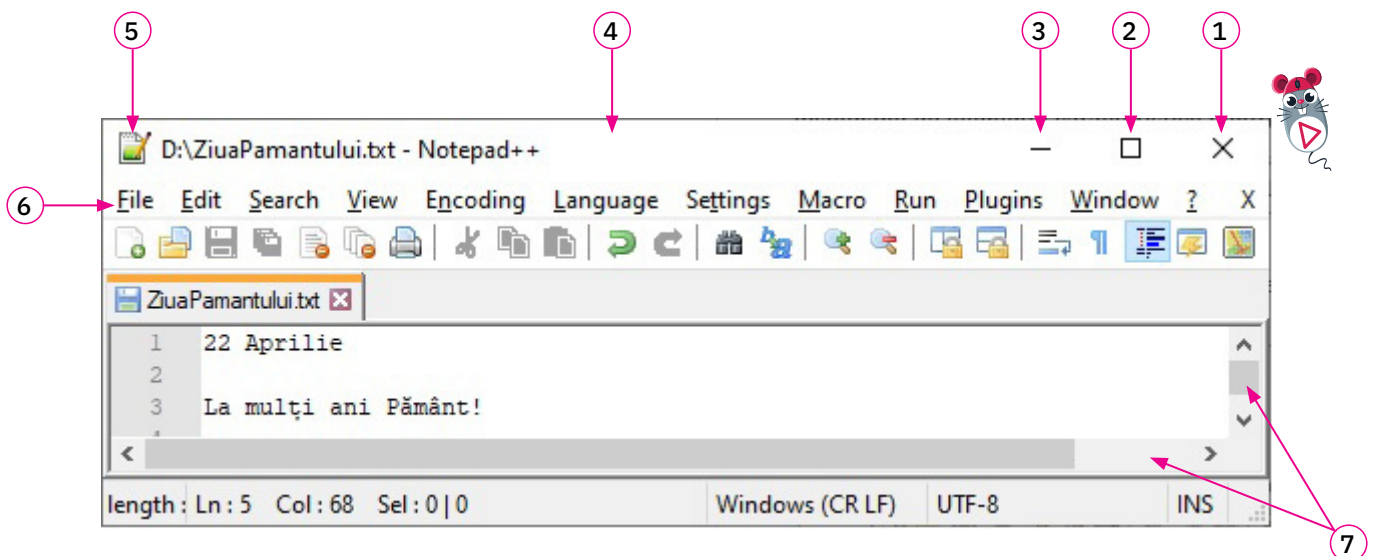 5 4 3 2 1
D:\ZiuaPamantului.txt - Notepad++
6
File Edit Search View Encoding Language Settings Macro Run Plugins Window ? X
ZiuaPamantului.txt
1 22 Aprilie
2
3 La mulți ani Pământ!
length : Ln : 5 Col : 68 Sel : 0 | 0 Windows (CR LF) UTF-8 INS
7